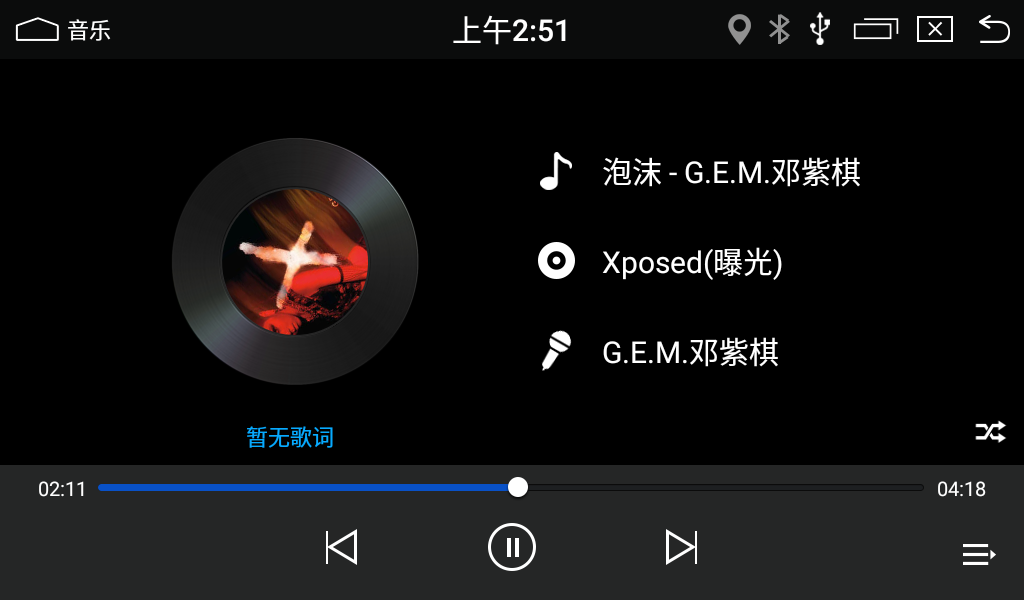 音乐
上午2:51
泡沫 - G.E.M.邓紫棋
Xposed(曝光)
G.E.M.邓紫棋
暂无歌词
02:11
04:18